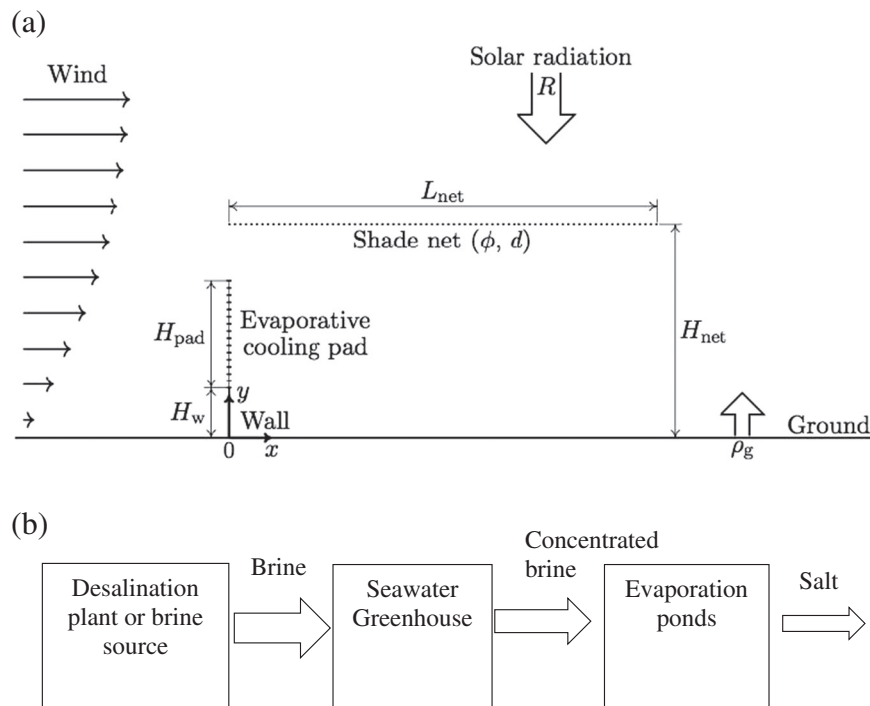 (a)
Wind
Solar radiation
R
L_net
Shade net (ϕ, d)
H_pad
Evaporative
cooling pad
H_net
H_w
y
Wall
0
x
ρ_g
Ground
(b)
Desalination
plant or brine
source
Brine
Seawater
Greenhouse
Concentrated
brine
Evaporation
ponds
Salt